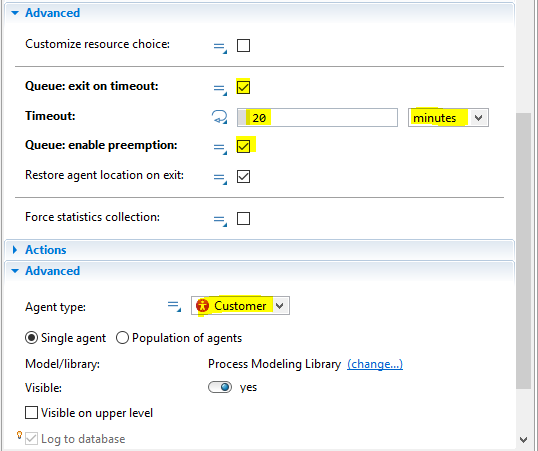 Advanced
Customize resource choice:
Queue: exit on timeout:
Timeout: 20 minutes
Queue: enable preemption:
Restore agent location on exit:
Force statistics collection:
Actions
Advanced
Agent type: Customer
Single agent Population of agents
Model/library: Process Modeling Library (change...)
Visible: yes
Visible on upper level
Log to database